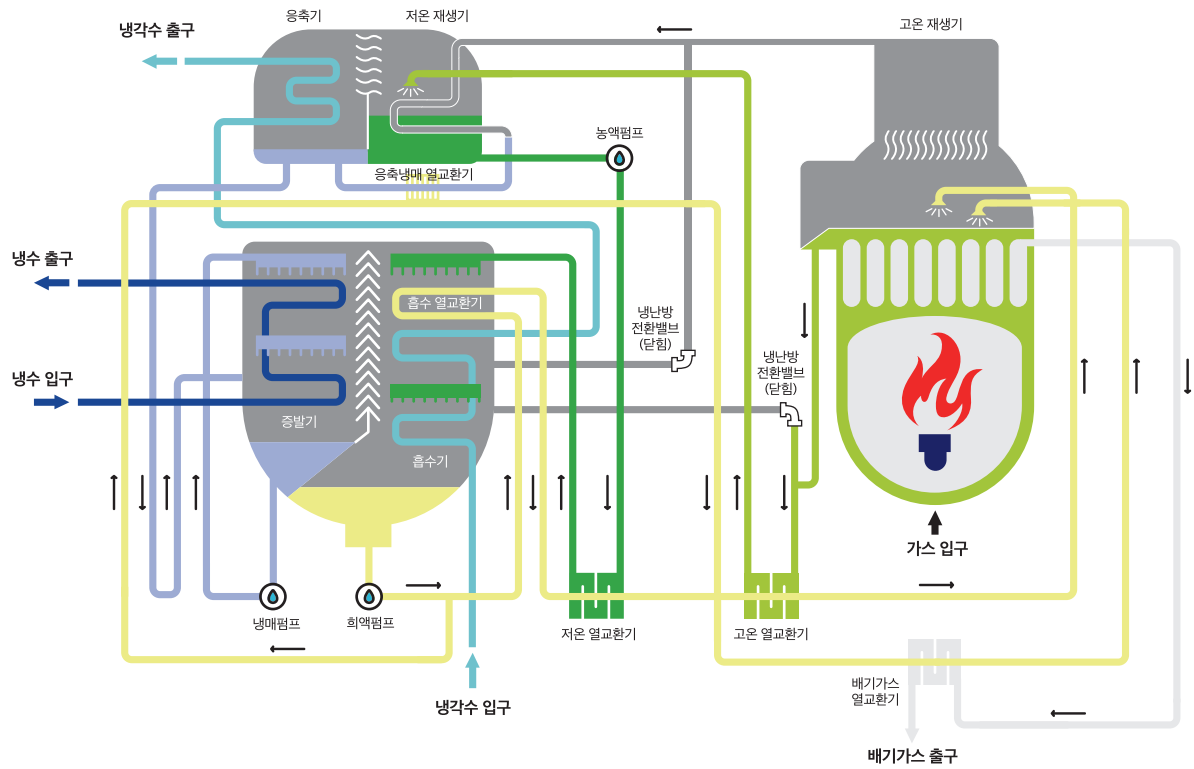 응축기
저온 재생기
고온 재생기
냉각수 출구
농액펌프
응축냉매 열교환기
냉수 출구
흡수 열교환기
냉난방
전환밸브
(닫힘)
냉난방
전환밸브
(닫힘)
냉수 입구
증발기
흡수기
가스 입구
냉매펌프
희액펌프
저온 열교환기
고온 열교환기
배기가스
열교환기
냉각수 입구
배기가스 출구